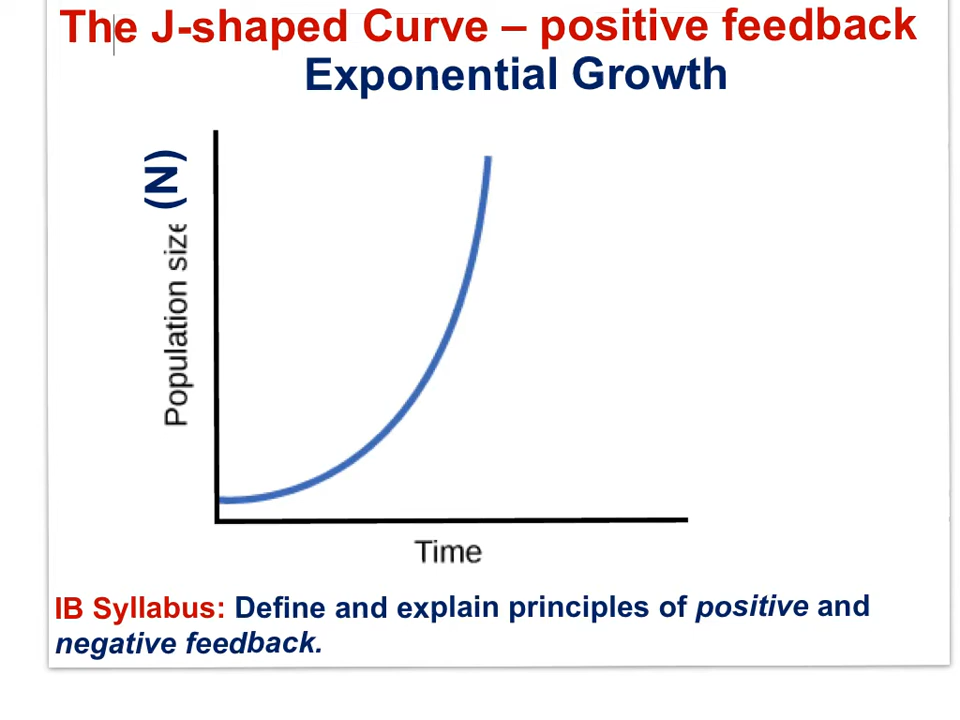 The J-shaped Curve – positive feedback
Exponential Growth
Population size (N)
Time
IB Syllabus: Define and explain principles of positive and
negative feedback.